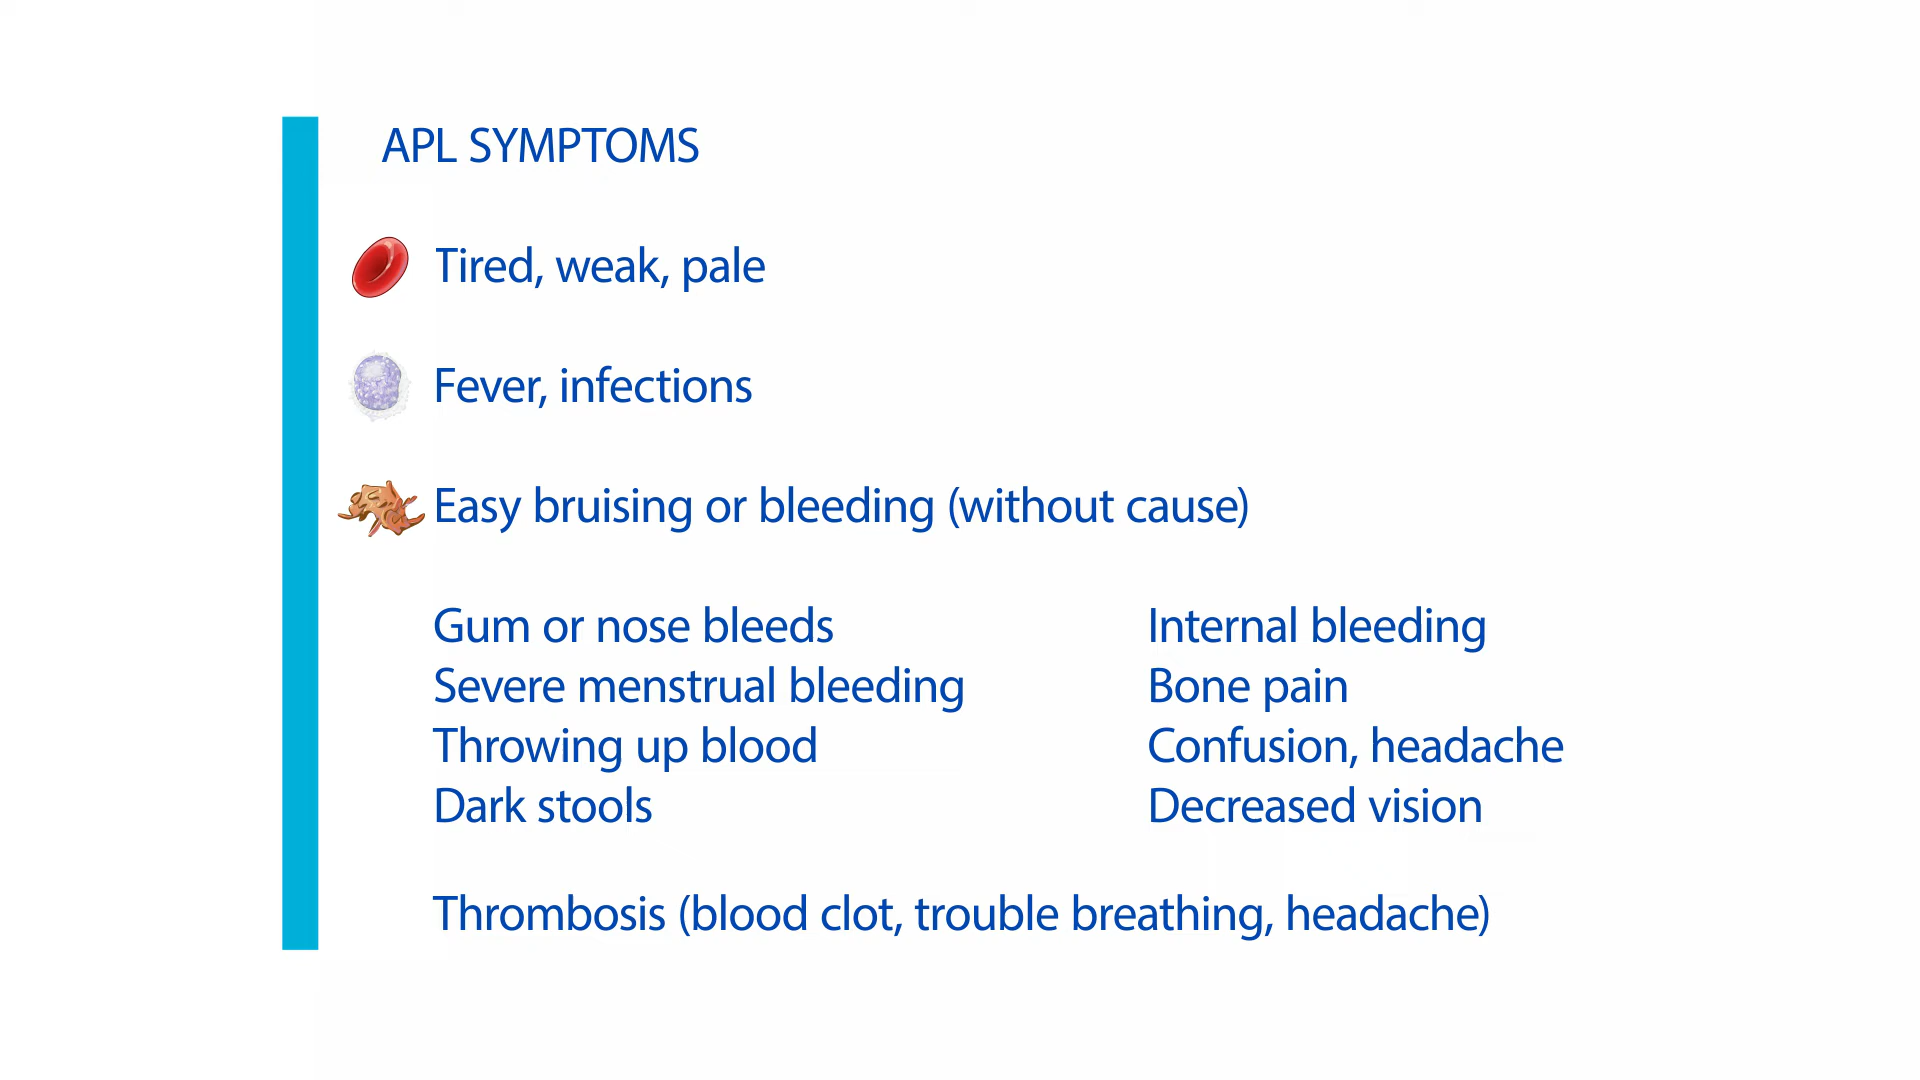 APL SYMPTOMS
Tired, weak, pale
Fever, infections
Easy bruising or bleeding (without cause)
Gum or nose bleeds
Severe menstrual bleeding
Throwing up blood
Dark stools
Internal bleeding
Bone pain
Confusion, headache
Decreased vision
Thrombosis (blood clot, trouble breathing, headache)